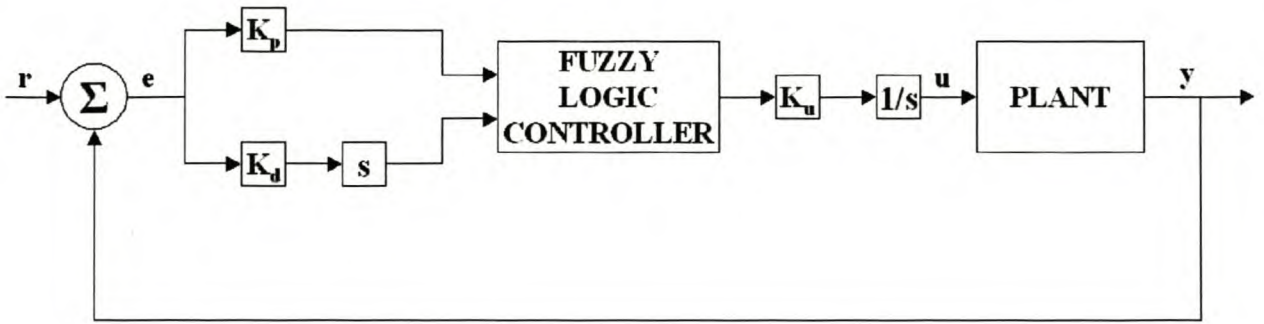 r
Σ
e
K_p
K_d
s
FUZZY
LOGIC
CONTROLLER
K_u
1/s
u
PLANT
y